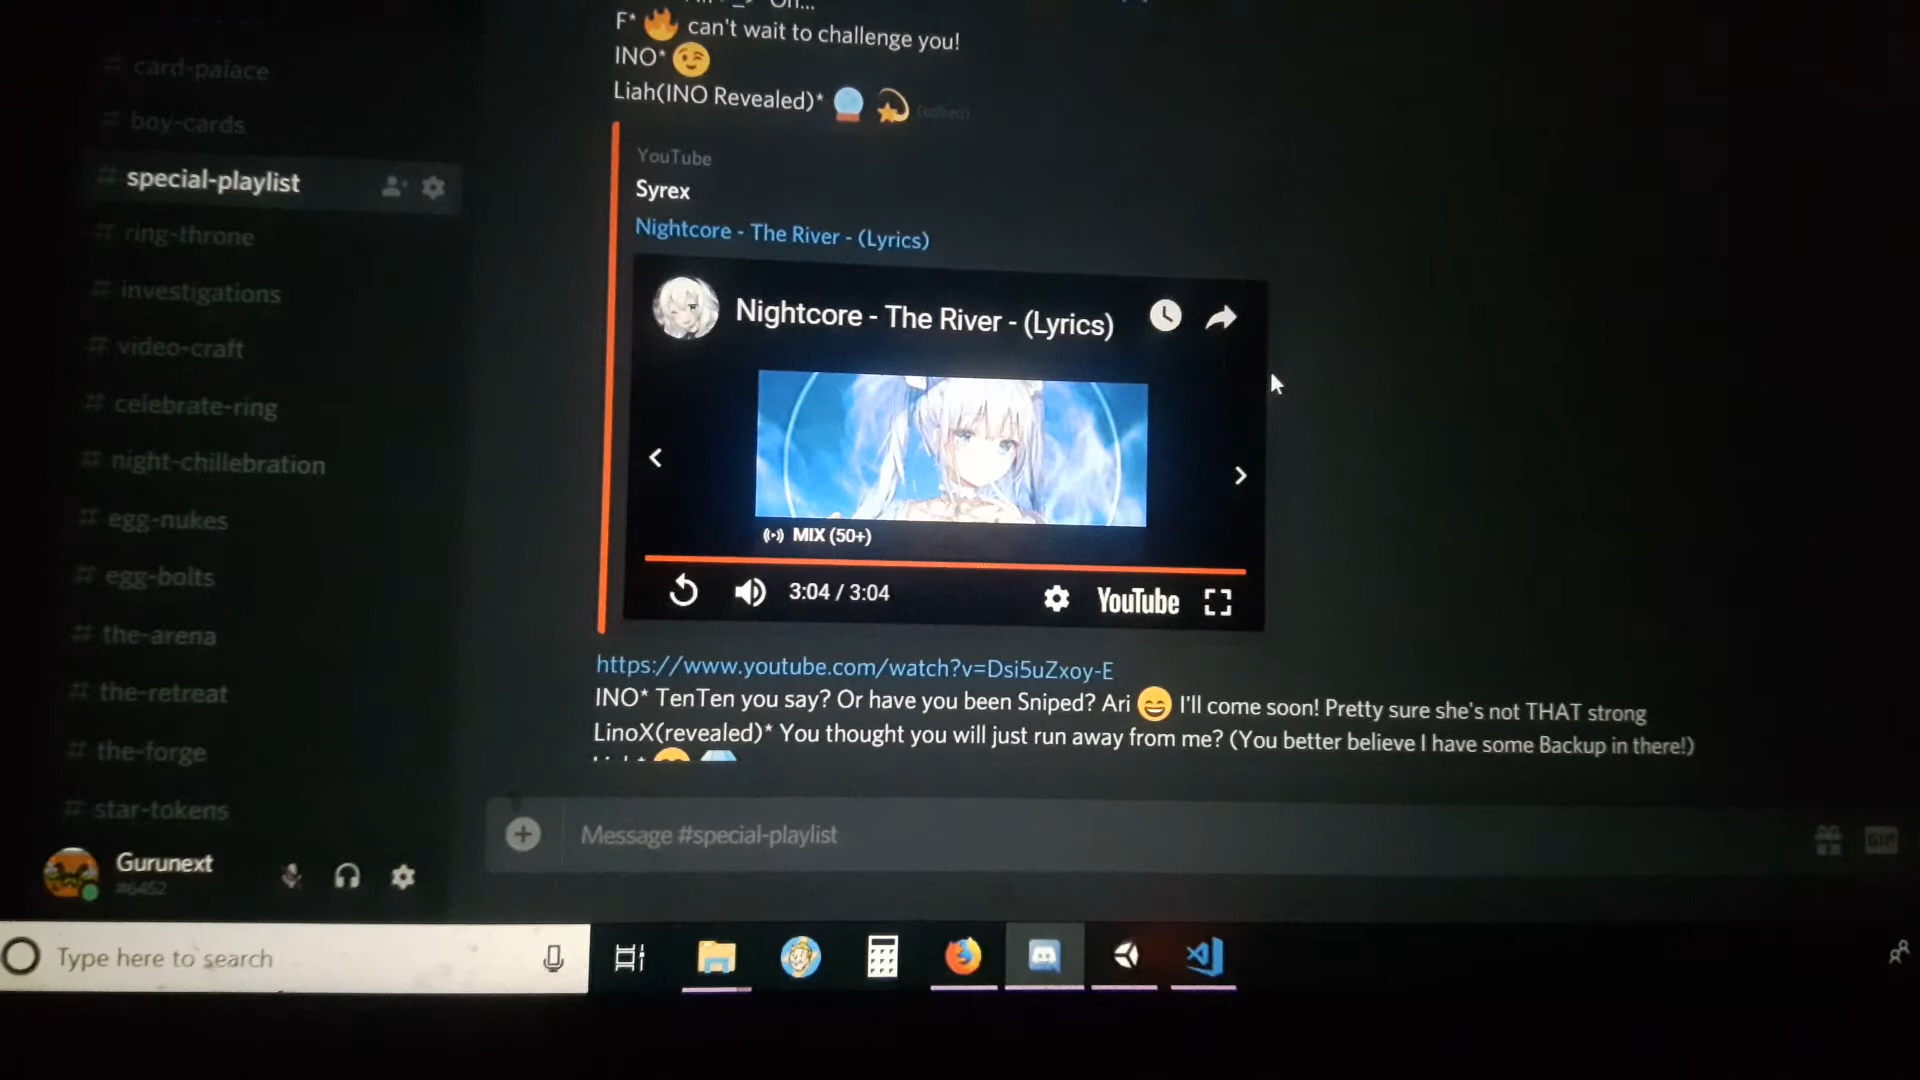 # card-palace
# boy-cards
# special-playlist
# ring-throne
# investigations
# video-craft
# celebrate-ring
# night-chillebration
# egg-nukes
# egg-bolts
# the-arena
# the-retreat
# the-forge
# star-tokens
Gurunext
#6452
F* 🔥 can't wait to challenge you!
INO* 😉
Liah(INO Revealed)* 🔮 💫 (edited)
YouTube
Syrex
Nightcore - The River - (Lyrics)
Nightcore - The River - (Lyrics)
MIX (50+)
3:04 / 3:04
YouTube
https://www.youtube.com/watch?v=Dsi5uZxoy-E
INO* TenTen you say? Or have you been Sniped? Ari 😄 I'll come soon! Pretty sure she's not THAT strong
LinoX(revealed)* You thought you will just run away from me? (You better believe I have some Backup in there!)
Message #special-playlist
GIF
Type here to search